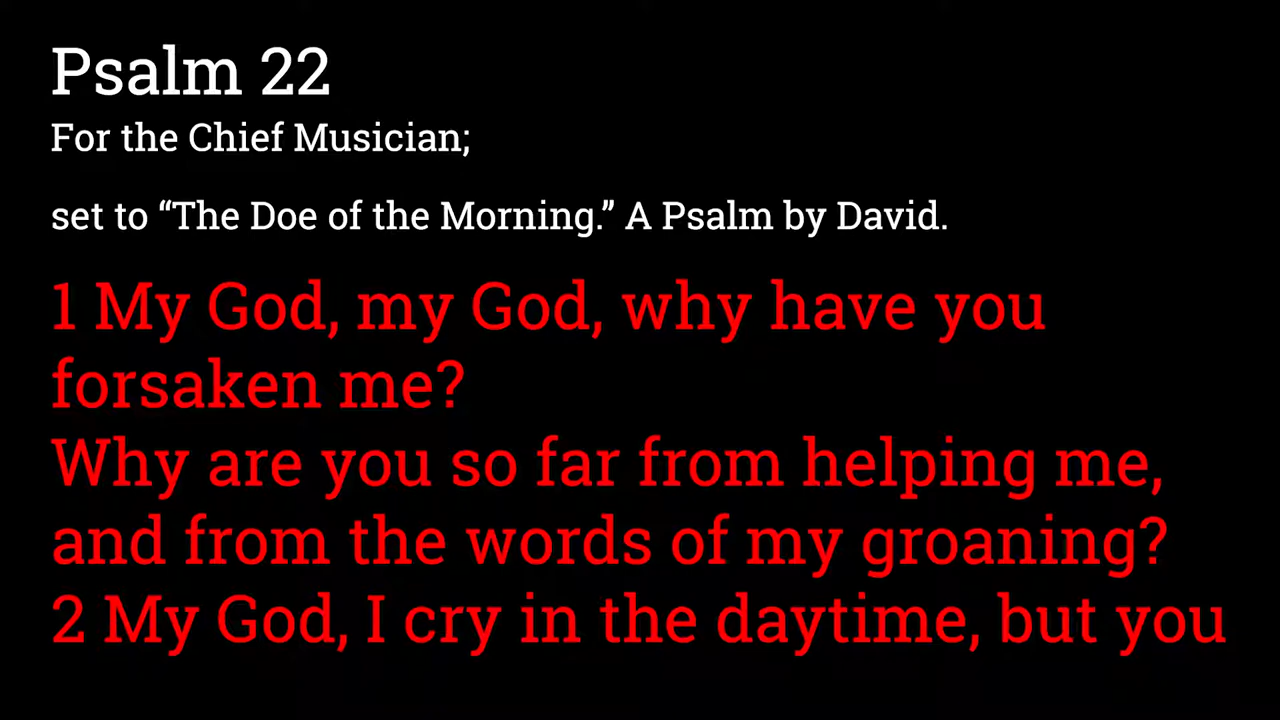 Psalm 22
For the Chief Musician;
set to “The Doe of the Morning.” A Psalm by David.
1 My God, my God, why have you
forsaken me?
Why are you so far from helping me,
and from the words of my groaning?
2 My God, I cry in the daytime, but you